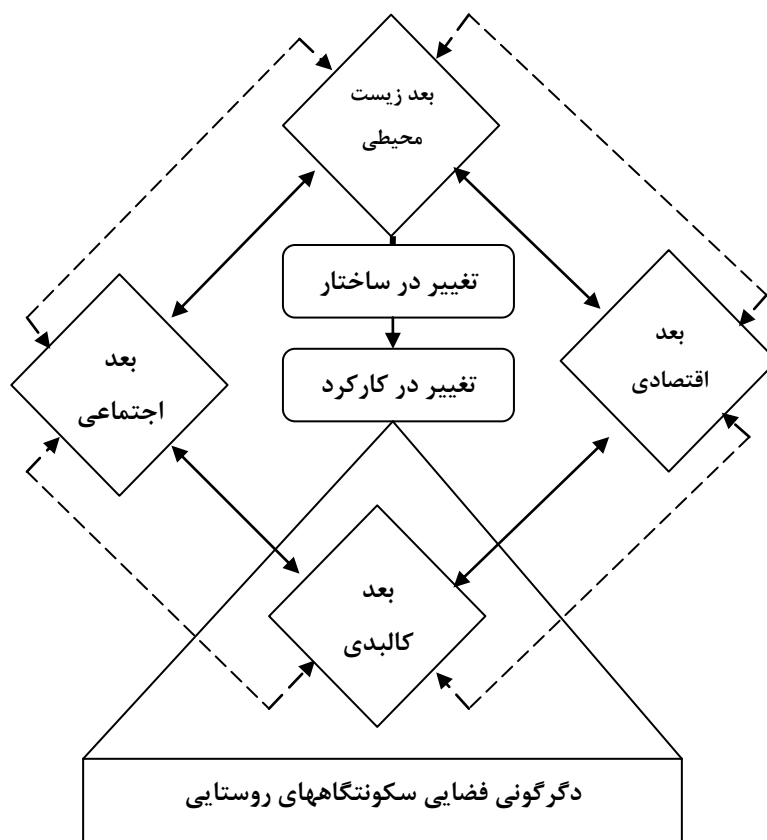 بعد زیست
محیطی
تغییر در ساختار
بعد
اقتصادی
بعد
اجتماعی
تغییر در کارکرد
بعد
کالبدی
دگرگونی فضایی سکونتگاههای روستایی